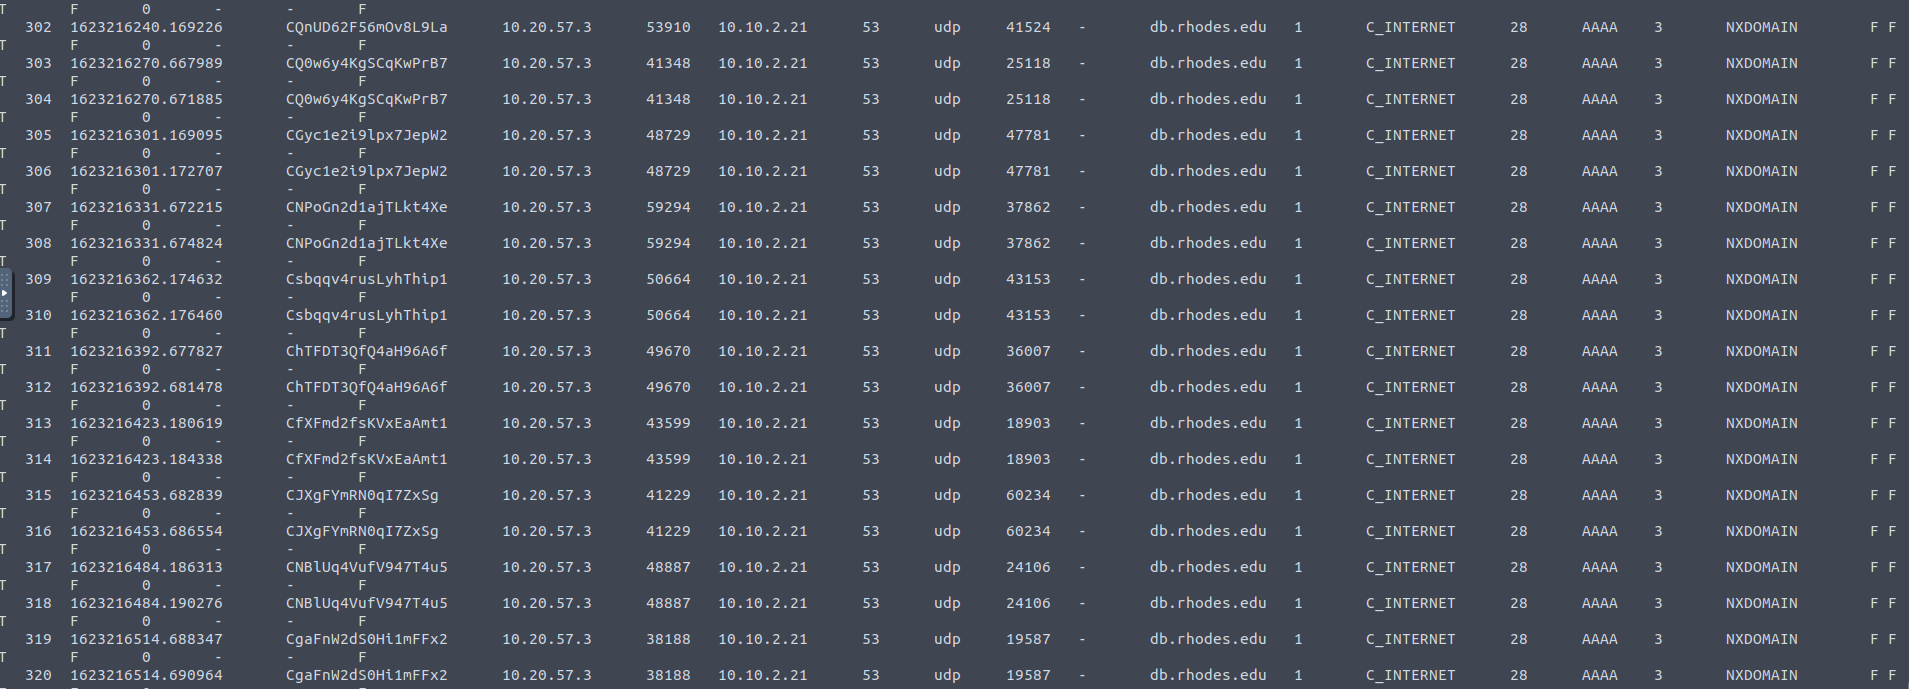 T F 0 - - F
302 1623216240.169226 CQnUD62F56mOv8L9La 10.20.57.3 53910 10.10.2.21 53 udp 41524 - db.rhodes.edu 1 C_INTERNET 28 AAAA 3 NXDOMAIN F F
T F 0 - - F
303 1623216270.667989 CQ0w6y4KgSCqKwPrB7 10.20.57.3 41348 10.10.2.21 53 udp 25118 - db.rhodes.edu 1 C_INTERNET 28 AAAA 3 NXDOMAIN F F
T F 0 - - F
304 1623216270.671885 CQ0w6y4KgSCqKwPrB7 10.20.57.3 41348 10.10.2.21 53 udp 25118 - db.rhodes.edu 1 C_INTERNET 28 AAAA 3 NXDOMAIN F F
T F 0 - - F
305 1623216301.169095 CGyc1e2i9lpx7JepW2 10.20.57.3 48729 10.10.2.21 53 udp 47781 - db.rhodes.edu 1 C_INTERNET 28 AAAA 3 NXDOMAIN F F
T F 0 - - F
306 1623216301.172707 CGyc1e2i9lpx7JepW2 10.20.57.3 48729 10.10.2.21 53 udp 47781 - db.rhodes.edu 1 C_INTERNET 28 AAAA 3 NXDOMAIN F F
T F 0 - - F
307 1623216331.672215 CNPoGn2d1ajTLkt4Xe 10.20.57.3 59294 10.10.2.21 53 udp 37862 - db.rhodes.edu 1 C_INTERNET 28 AAAA 3 NXDOMAIN F F
T F 0 - - F
308 1623216331.674824 CNPoGn2d1ajTLkt4Xe 10.20.57.3 59294 10.10.2.21 53 udp 37862 - db.rhodes.edu 1 C_INTERNET 28 AAAA 3 NXDOMAIN F F
T F 0 - - F
309 1623216362.174632 Csbqqv4rusLyhThip1 10.20.57.3 50664 10.10.2.21 53 udp 43153 - db.rhodes.edu 1 C_INTERNET 28 AAAA 3 NXDOMAIN F F
F 0 - - F
310 1623216362.176460 Csbqqv4rusLyhThip1 10.20.57.3 50664 10.10.2.21 53 udp 43153 - db.rhodes.edu 1 C_INTERNET 28 AAAA 3 NXDOMAIN F F
T F 0 - - F
311 1623216392.677827 ChTFDT3QfQ4aH96A6f 10.20.57.3 49670 10.10.2.21 53 udp 36007 - db.rhodes.edu 1 C_INTERNET 28 AAAA 3 NXDOMAIN F F
T F 0 - - F
312 1623216392.681478 ChTFDT3QfQ4aH96A6f 10.20.57.3 49670 10.10.2.21 53 udp 36007 - db.rhodes.edu 1 C_INTERNET 28 AAAA 3 NXDOMAIN F F
T F 0 - - F
313 1623216423.180619 CfXFmd2fsKVxEaAmt1 10.20.57.3 43599 10.10.2.21 53 udp 18903 - db.rhodes.edu 1 C_INTERNET 28 AAAA 3 NXDOMAIN F F
T F 0 - - F
314 1623216423.184338 CfXFmd2fsKVxEaAmt1 10.20.57.3 43599 10.10.2.21 53 udp 18903 - db.rhodes.edu 1 C_INTERNET 28 AAAA 3 NXDOMAIN F F
T F 0 - - F
315 1623216453.682839 CJXgFYmRN0qI7ZxSg 10.20.57.3 41229 10.10.2.21 53 udp 60234 - db.rhodes.edu 1 C_INTERNET 28 AAAA 3 NXDOMAIN F F
T F 0 - - F
316 1623216453.686554 CJXgFYmRN0qI7ZxSg 10.20.57.3 41229 10.10.2.21 53 udp 60234 - db.rhodes.edu 1 C_INTERNET 28 AAAA 3 NXDOMAIN F F
T F 0 - - F
317 1623216484.186313 CNBlUq4VufV947T4u5 10.20.57.3 48887 10.10.2.21 53 udp 24106 - db.rhodes.edu 1 C_INTERNET 28 AAAA 3 NXDOMAIN F F
T F 0 - - F
318 1623216484.190276 CNBlUq4VufV947T4u5 10.20.57.3 48887 10.10.2.21 53 udp 24106 - db.rhodes.edu 1 C_INTERNET 28 AAAA 3 NXDOMAIN F F
T F 0 - - F
319 1623216514.688347 CgaFnW2dS0Hi1mFFx2 10.20.57.3 38188 10.10.2.21 53 udp 19587 - db.rhodes.edu 1 C_INTERNET 28 AAAA 3 NXDOMAIN F F
T F 0 - - F
320 1623216514.690964 CgaFnW2dS0Hi1mFFx2 10.20.57.3 38188 10.10.2.21 53 udp 19587 - db.rhodes.edu 1 C_INTERNET 28 AAAA 3 NXDOMAIN F F